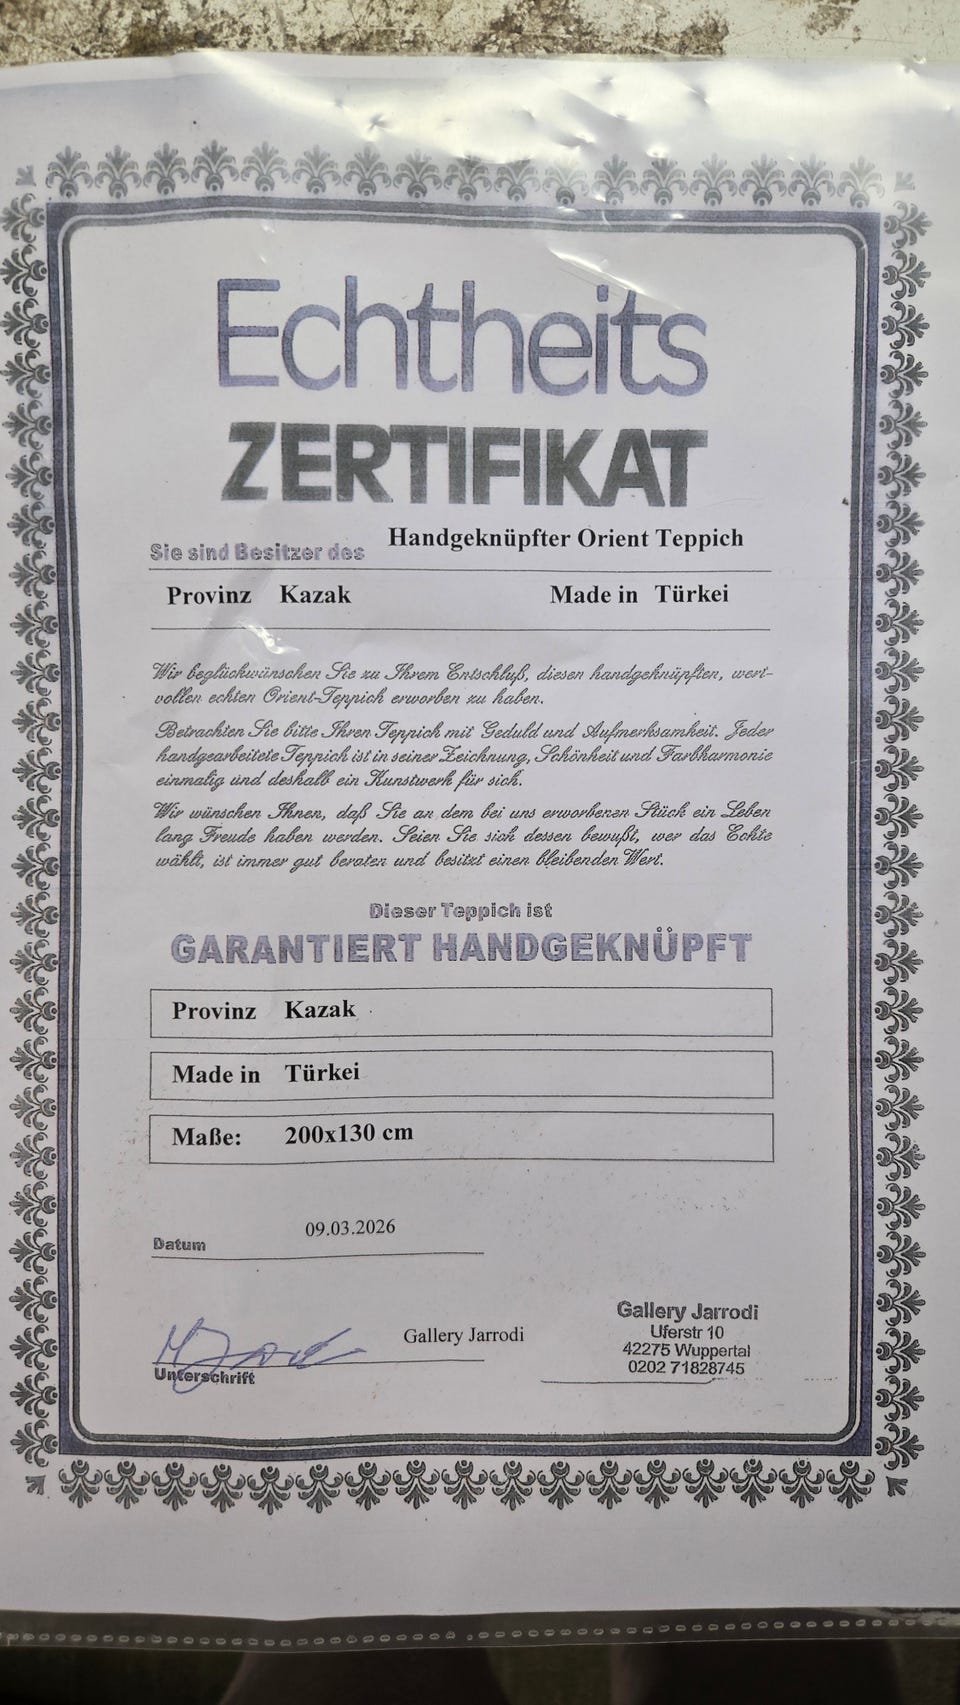 Echtheits
ZERTIFIKAT
Sie sind Besitzer des Handgeknüpfter Orient Teppich
Provinz Kazak Made in Türkei
Wir beglückwünschen Sie zu Ihrem Entschluß, diesen handgeknüpften, wert-
vollen echten Orient-Teppich erworben zu haben.
Betrachten Sie bitte Ihren Teppich mit Geduld und Aufmerksamheit. Jeder
handgearbeitete Teppich ist in seiner Zeichnung, Schönheit und Farbharmonie
einmalig und deshalb ein Kunstwerk für sich.
Wir wünschen Ihnen, daß Sie an dem bei uns erworbenen Stück ein Leben
lang Freude haben werden. Seien Sie sich dessen bewußt, wer das Echte
wählt, ist immer gut beraten und besitzt einen bleibenden Wert.
Dieser Teppich ist
GARANTIERT HANDGEKNÜPFT
Provinz Kazak
Made in Türkei
Maße: 200x130 cm
Datum 09.03.2026
Gallery Jarrodi
Unterschrift
Gallery Jarrodi
Uferstr 10
42275 Wuppertal
0202 71828745